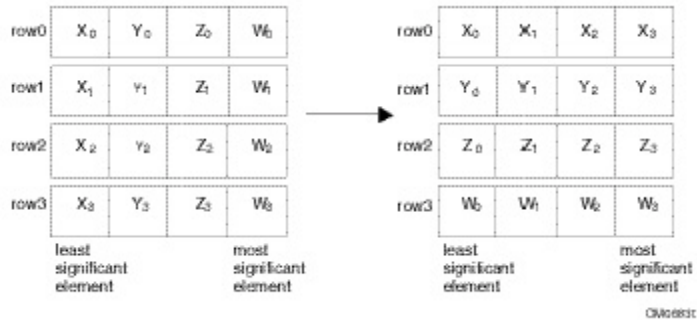 row0 X₀ Y₀ Z₀ W₀ row0 X₀ X₁ X₂ X₃
row1 X₁ Y₁ Z₁ W₁ row1 Y₀ Y₁ Y₂ Y₃
row2 X₂ Y₂ Z₂ W₂ row2 Z₀ Z₁ Z₂ Z₃
row3 X₃ Y₃ Z₃ W₃ row3 W₀ W₁ W₂ W₃
least most least most
significant significant significant significant
element element element element